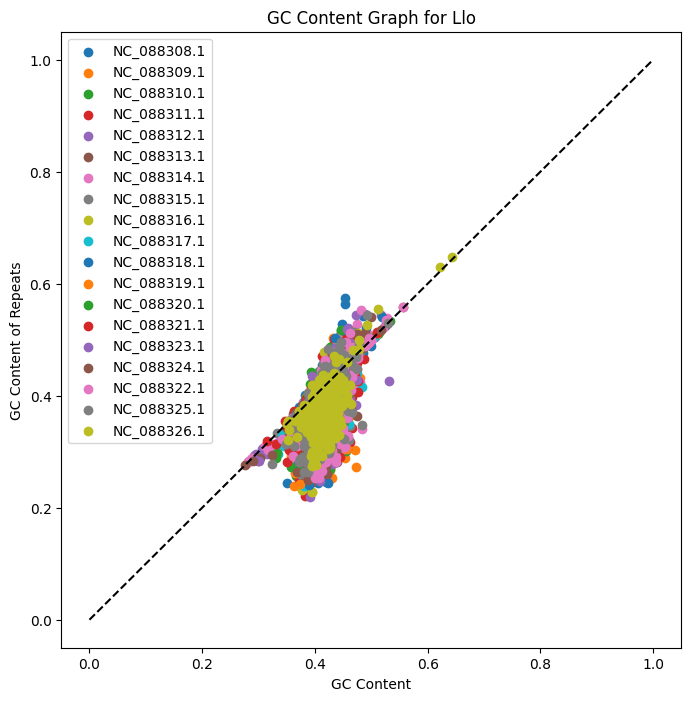 GC Content Graph for Llo
NC_088308.1
NC_088309.1
NC_088310.1
NC_088311.1
NC_088312.1
NC_088313.1
NC_088314.1
NC_088315.1
NC_088316.1
NC_088317.1
NC_088318.1
NC_088319.1
NC_088320.1
NC_088321.1
NC_088323.1
NC_088324.1
NC_088322.1
NC_088325.1
NC_088326.1
1.0
0.8
0.6
0.4
0.2
0.0
GC Content of Repeats
0.0 0.2 0.4 0.6 0.8 1.0
GC Content